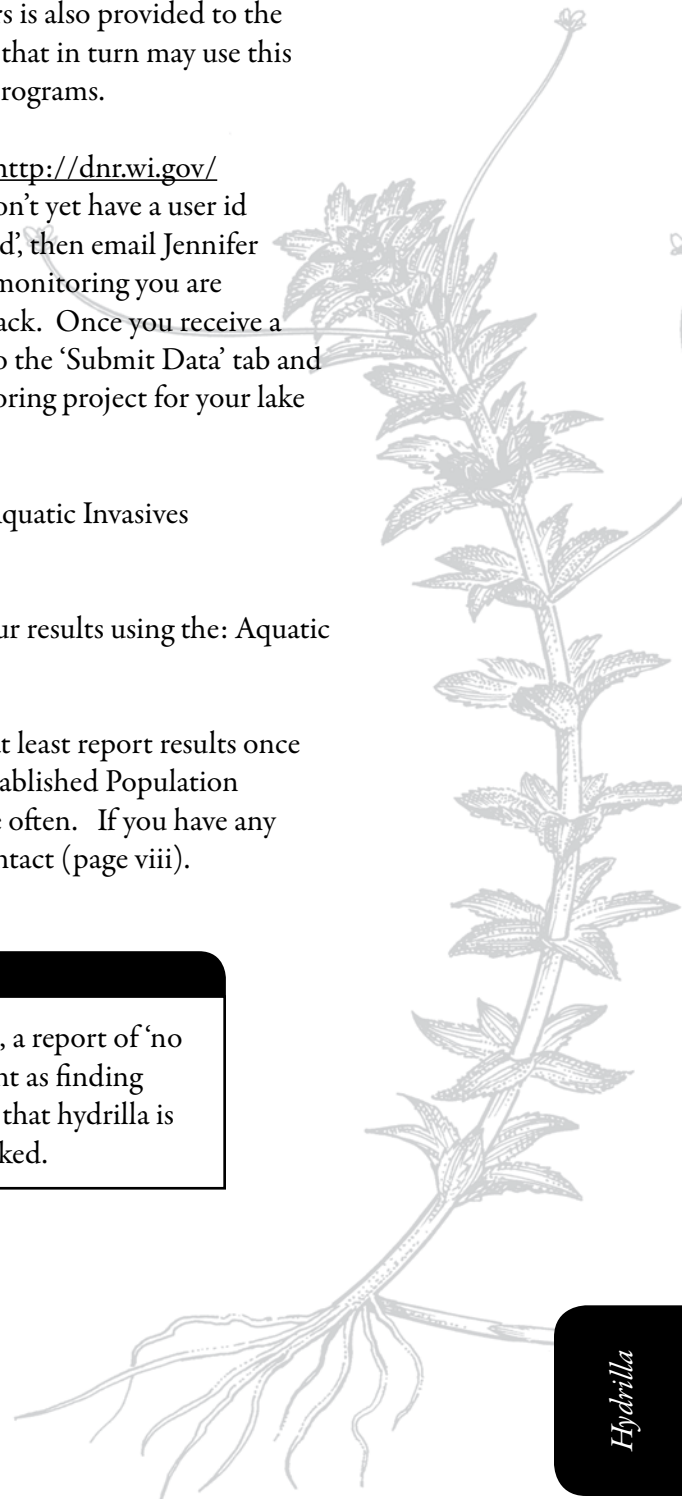 rs is also provided to the
that in turn may use this
rograms.
http://dnr.wi.gov/
on’t yet have a user id
d’, then email Jennifer
monitoring you are
ack.  Once you receive a
o the ‘Submit Data’ tab and
oring project for your lake
quatic Invasives
ur results using the: Aquatic
t least report results once
ablished Population
e often.   If you have any
ntact (page viii).
, a report of ‘no
nt as finding
that hydrilla is
ked.
Hydrilla